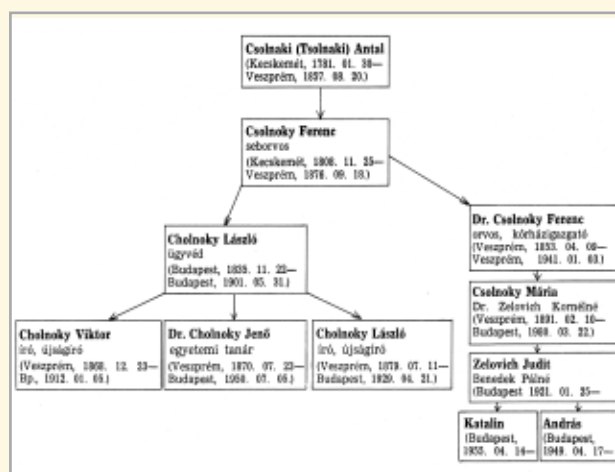 Csolnaki (Tsolnaki) Antal
(Kecskemét, 1781. 01. 30—
Veszprém, 1857. 08. 20.)
Csolnoky Ferenc
seborvos
(Kecskemét, 1808. 11. 25—
Veszprém, 1876. 09. 18.)
Cholnoky László
ügyvéd
(Budapest, 1835. 11. 22—
Budapest, 1901. 05. 31.)
Dr. Csolnoky Ferenc
orvos, kórházigazgató
(Veszprém, 1853. 04. 09—
Veszprém, 1941. 01. 03.)
Csolnoky Mária
Dr. Zelovich Kornélné
(Veszprém, 1891. 02. 10—
Budapest, 22.)
Cholnoky Viktor
író, újságíró
(Veszprém, 1868. 12. 23—
Bp., 1912. 01. 05.)
Dr. Cholnoky Jenő
egyetemi tanár
(Veszprém, 1870. 07. 23—
Budapest, 1950. 07. 05.)
Cholnoky László
író, újságíró
(Veszprém, 1879. 07. 11—
Budapest, 1929. 04. 21.)
Zelovich Judit
Benedek Pálné
(Budapest 1921. 01. 25—
Katalin
(Budapest,
04. 14—
András
(Budapest,
1949. 04. 17—